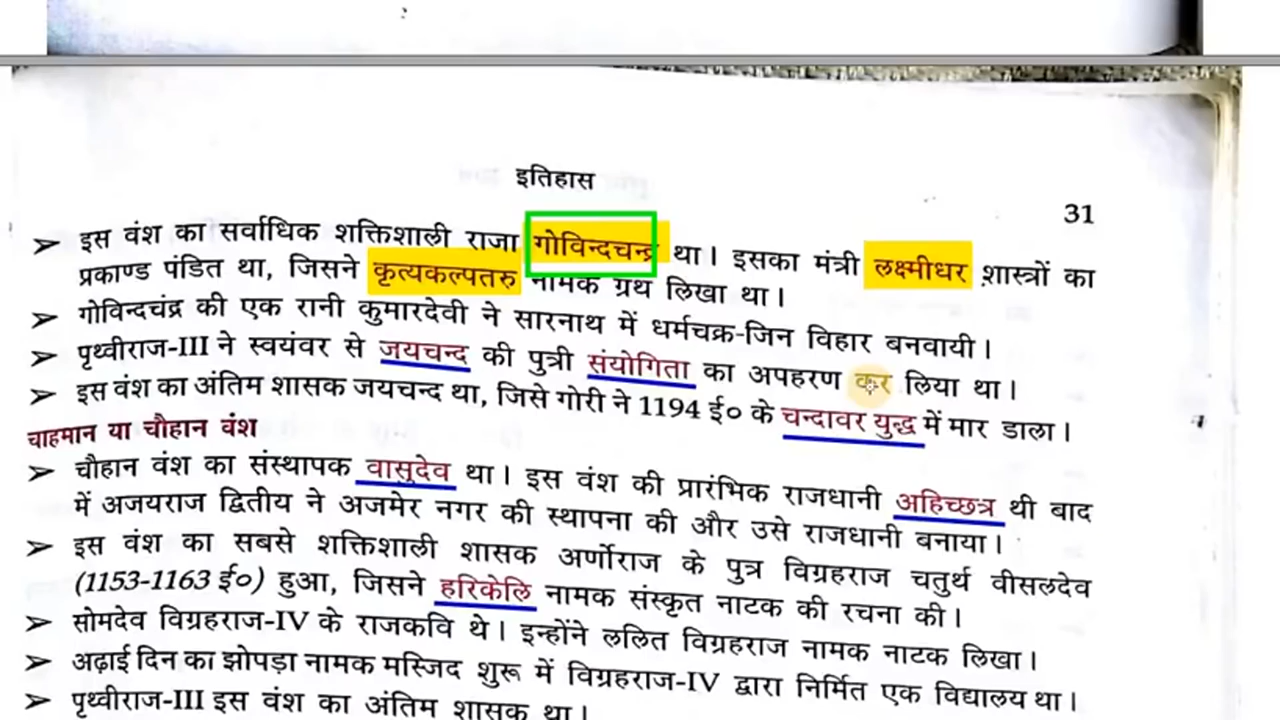 इतिहास
31
➢ इस वंश का सर्वाधिक शक्तिशाली राजा गोविन्दचन्द्र था। इसका मंत्री लक्ष्मीधर शास्त्रों का
प्रकाण्ड पंडित था, जिसने कृत्यकल्पतरु नामक ग्रंथ लिखा था।
➢ गोविन्दचंद्र की एक रानी कुमारदेवी ने सारनाथ में धर्मचक्र-जिन विहार बनवायी।
➢ पृथ्वीराज-III ने स्वयंवर से जयचन्द की पुत्री संयोगिता का अपहरण कर लिया था।
➢ इस वंश का अंतिम शासक जयचन्द था, जिसे गोरी ने 1194 ई० के चन्दावर युद्ध में मार डाला।
चाहमान या चौहान वंश
➢ चौहान वंश का संस्थापक वासुदेव था। इस वंश की प्रारंभिक राजधानी अहिच्छत्र थी बाद
में अजयराज द्वितीय ने अजमेर नगर की स्थापना की और उसे राजधानी बनाया।
➢ इस वंश का सबसे शक्तिशाली शासक अर्णोराज के पुत्र विग्रहराज चतुर्थ वीसलदेव
(1153-1163 ई०) हुआ, जिसने हरिकेलि नामक संस्कृत नाटक की रचना की।
➢ सोमदेव विग्रहराज-IV के राजकवि थे। इन्होंने ललित विग्रहराज नामक नाटक लिखा।
➢ अढ़ाई दिन का झोपड़ा नामक मस्जिद शुरू में विग्रहराज-IV द्वारा निर्मित एक विद्यालय था।
➢ पृथ्वीराज-III इस वंश का अंतिम शासक था।